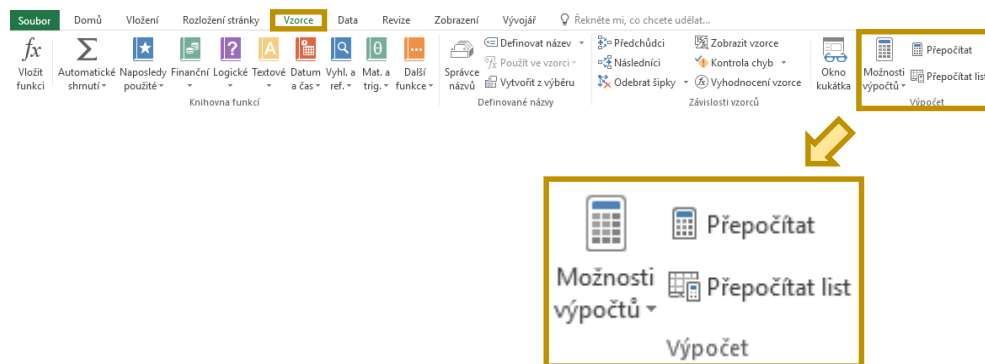 Soubor Domů Vložení Rozložení stránky Vzorce Data Revize Zobrazení Vývojář Řekněte mi, co chcete udělat...
fx Vložit funkci
Σ Automatické shrnutí
Naposledy použité
Finanční
? Logické
A Textové
Datum a čas
Vyhl. a ref.
θ Mat. a trig.
Další funkce
Knihovna funkcí
Správce názvů
Definovat název
Použít ve vzorci
Vytvořit z výběru
Definované názvy
Předchůdci
Následníci
Odebrat šipky
Zobrazit vzorce
Kontrola chyb
Vyhodnocení vzorce
Závislosti vzorců
Okno kukátka
Možnosti výpočtů
Přepočítat
Přepočítat list
Výpočet
Možnosti
výpočtů
Přepočítat
Přepočítat list
Výpočet